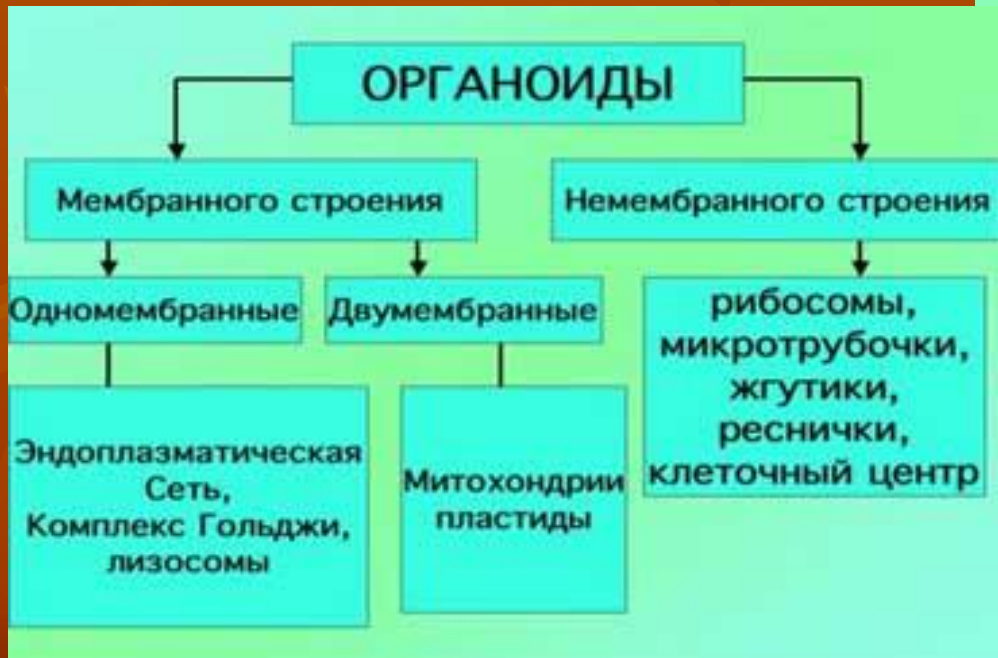 ОРГАНОИДЫ
Мембранного строения
Немембранного строения
Одномембранные
Двумембранные
рибосомы,
микротрубочки,
жгутики,
реснички,
клеточный центр
Эндоплазматическая
Сеть,
Комплекс Гольджи,
лизосомы
Митохондрии
пластиды